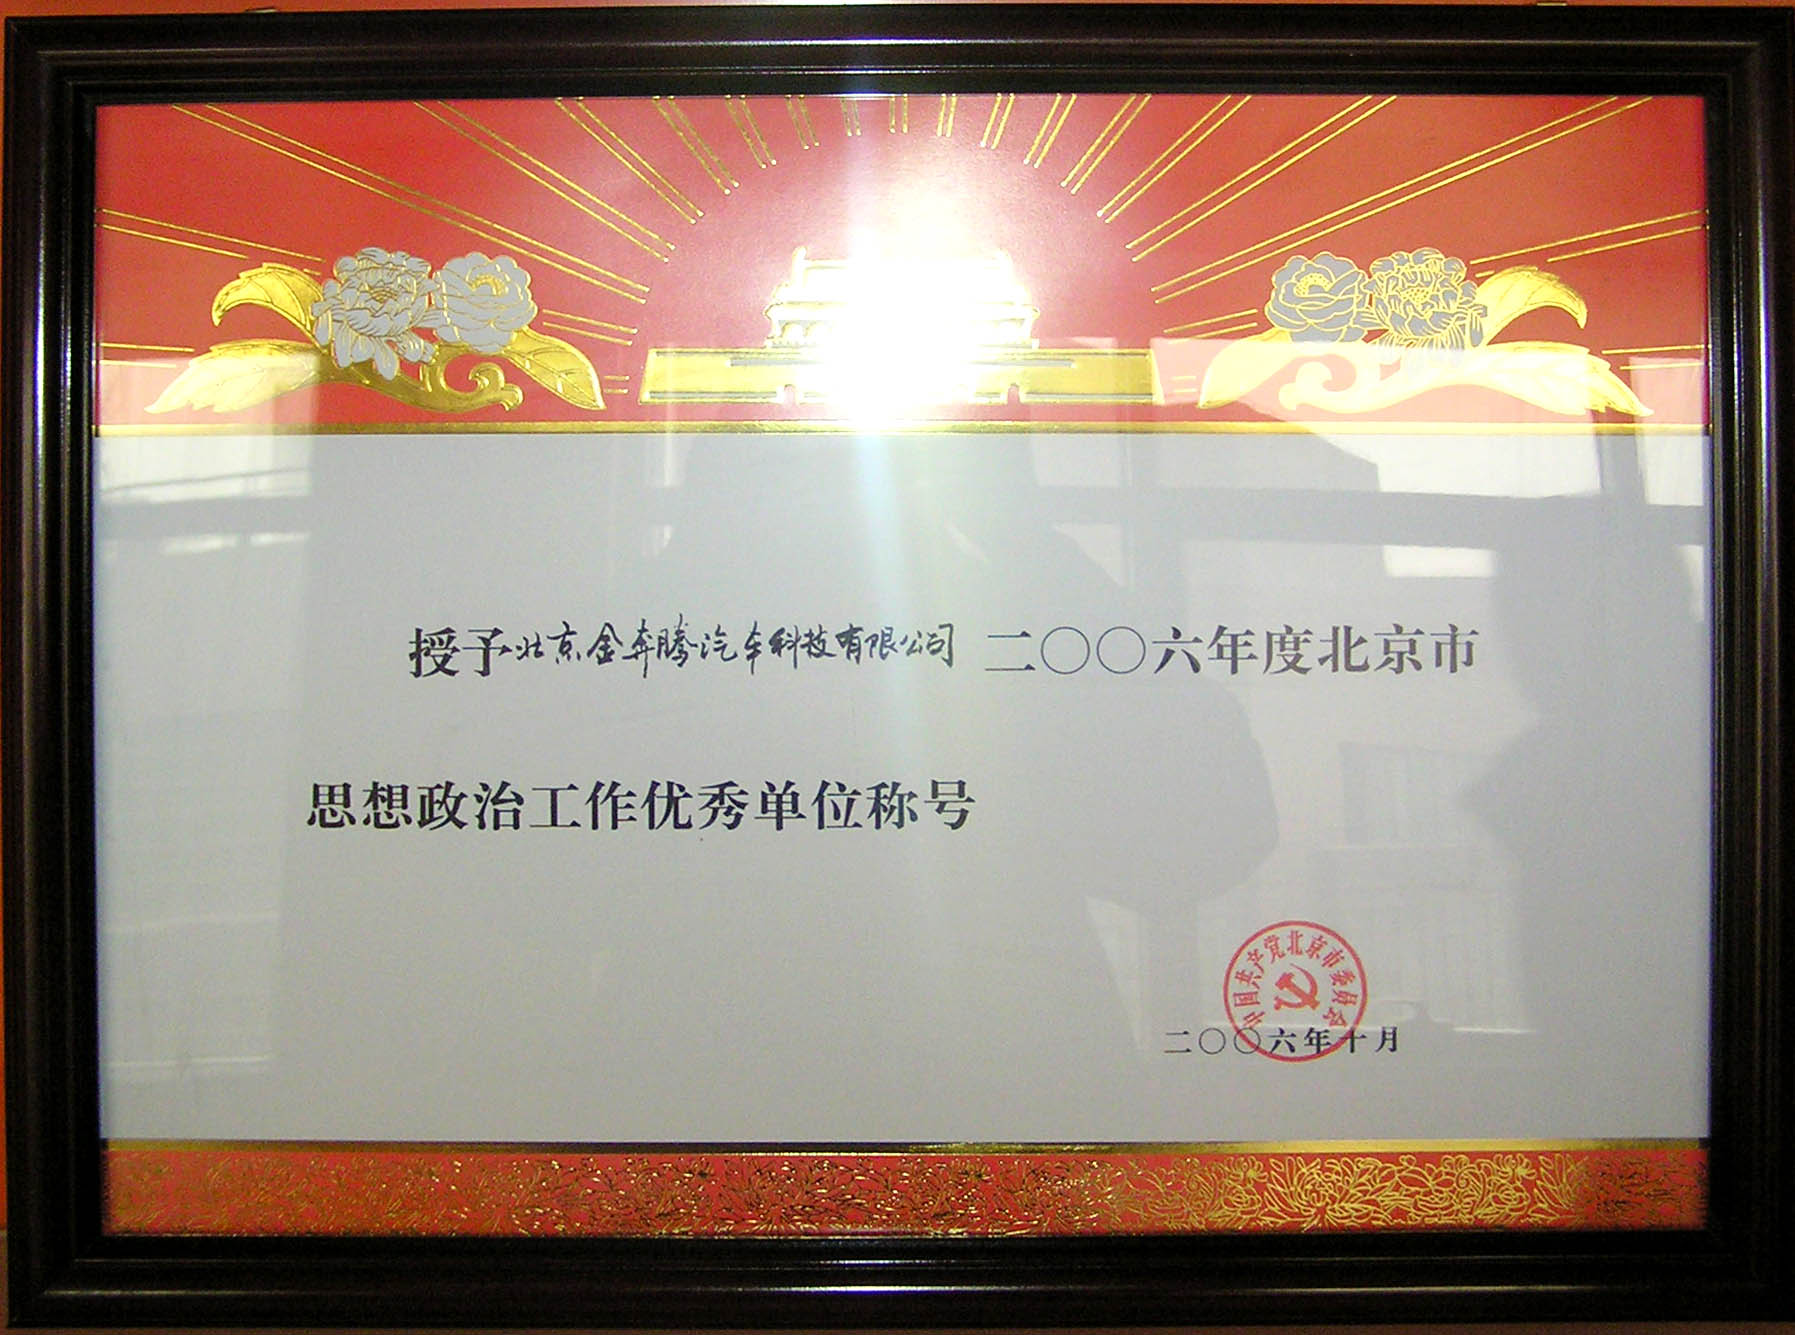 授予北京金奔腾汽车科技有限公司 二〇〇六年度北京市
思想政治工作优秀单位称号
中国共产党北京市委员会
二〇〇六年十月